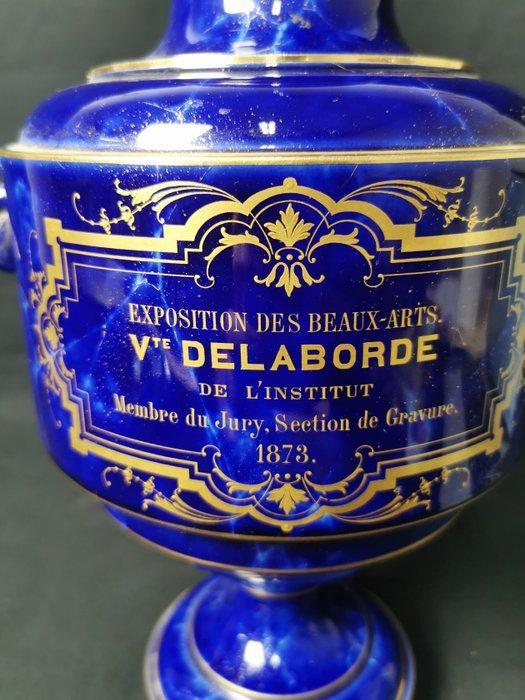 EXPOSITION DES BEAUX-ARTS.
VTE DELABORDE
DE L'INSTITUT
Membre du Jury, Section de Gravure.
1873.